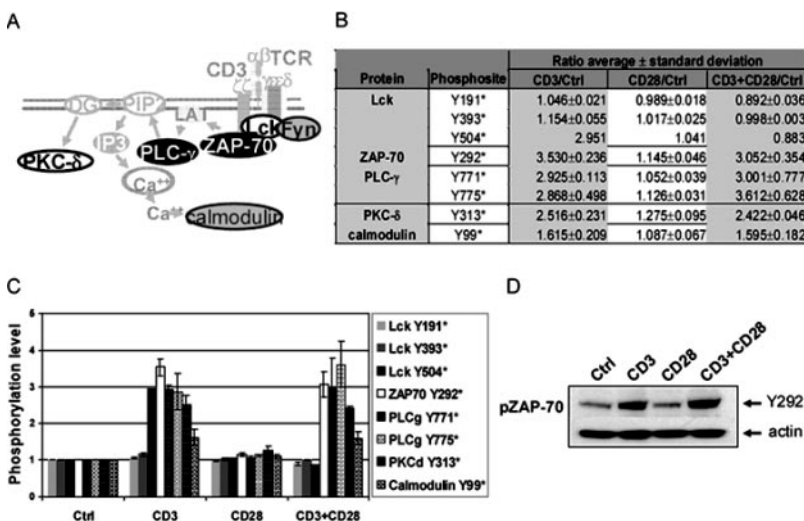 A
αβTCR
CD3
ζζ
γεεδ
DG
PIP
LAT
Lck
Fyn
IP3
ZAP-70
PLC-γ
PKC-δ
Ca⁺⁺
Ca⁺⁺
calmodulin
B
Ratio average ± standard deviation
Protein Phosphosite CD3/Ctrl CD28/Ctrl CD3+CD28/Ctrl
Lck Y191* 1.046±0.021 0.989±0.018 0.892±0.036
Y393* 1.154±0.055 1.017±0.025 0.998±0.003
Y504* 2.951 1.041 0.883
ZAP-70 Y292* 3.530±0.236 1.145±0.046 3.052±0.354
PLC-γ Y771* 2.925±0.113 1.052±0.039 3.001±0.777
Y775* 2.868±0.498 1.126±0.031 3.612±0.628
PKC-δ Y313* 2.516±0.231 1.275±0.095 2.422±0.046
calmodulin Y99* 1.615±0.209 1.087±0.067 1.595±0.182
C
Phosphorylation level
5
4
3
2
1
0
Ctrl CD3 CD28 CD3+CD28
Lck Y191*
Lck Y393*
Lck Y504*
ZAP70 Y292*
PLCg Y771*
PLCg Y775*
PKCd Y313*
Calmodulin Y99*
D
Ctrl CD3 CD28 CD3+CD28
pZAP-70
Y292
actin